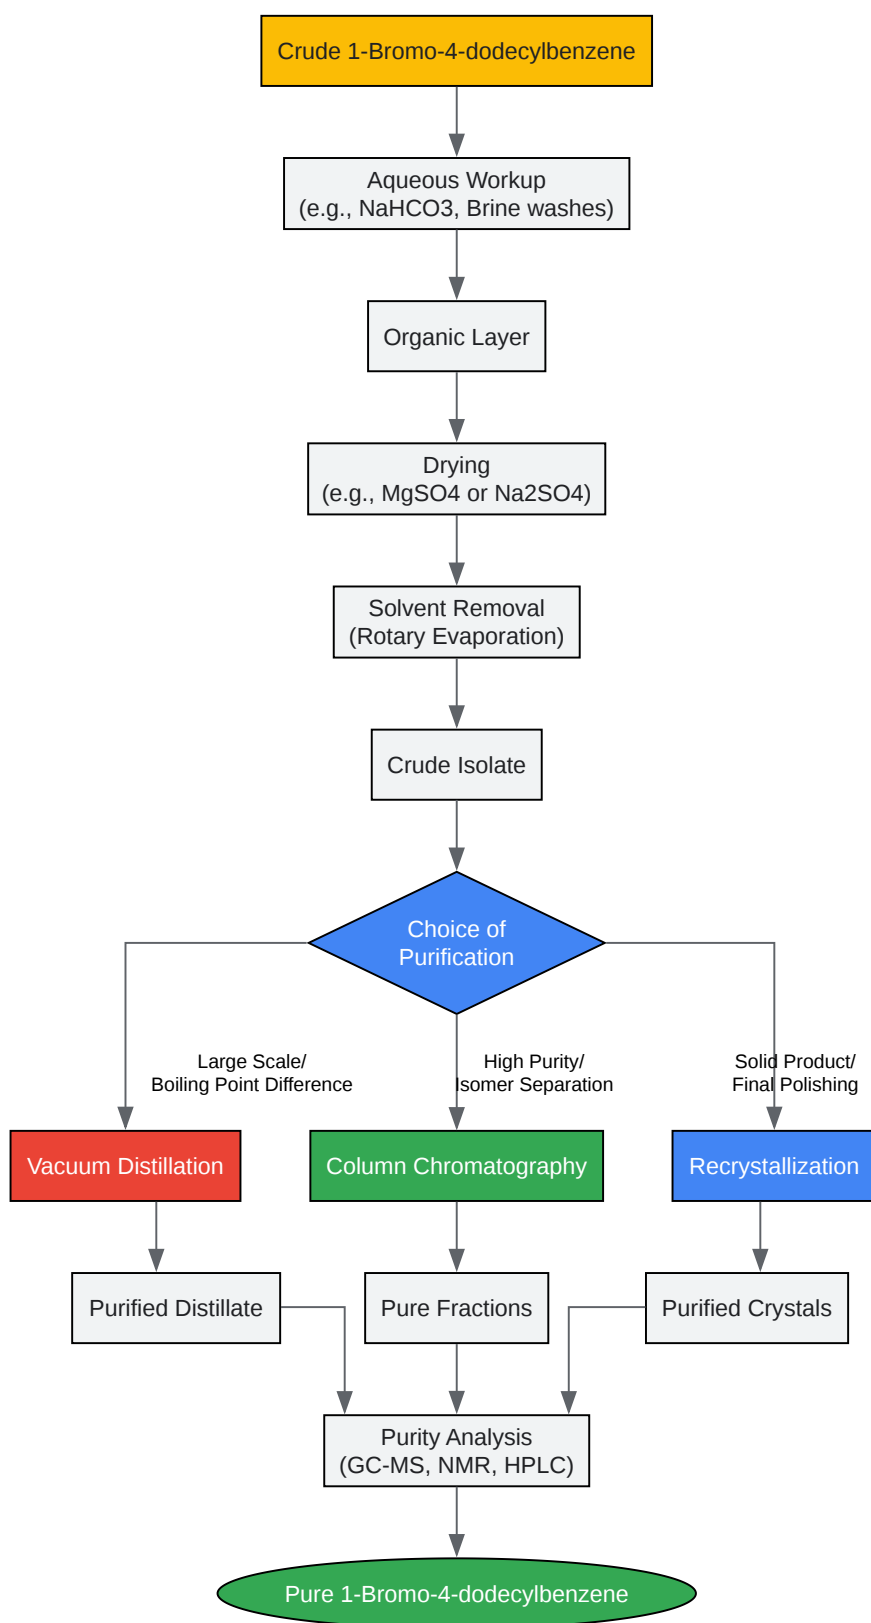 Crude 1-Bromo-4-dodecylbenzene
Aqueous Workup
(e.g., NaHCO3, Brine washes)
Organic Layer
Drying
(e.g., MgSO4 or Na2SO4)
Solvent Removal
(Rotary Evaporation)
Crude Isolate
Choice of
Purification
Large Scale/
Boiling Point Difference
High Purity/
Isomer Separation
Solid Product/
Final Polishing
Vacuum Distillation
Column Chromatography
Recrystallization
Purified Distillate
Pure Fractions
Purified Crystals
Purity Analysis
(GC-MS, NMR, HPLC)
Pure 1-Bromo-4-dodecylbenzene